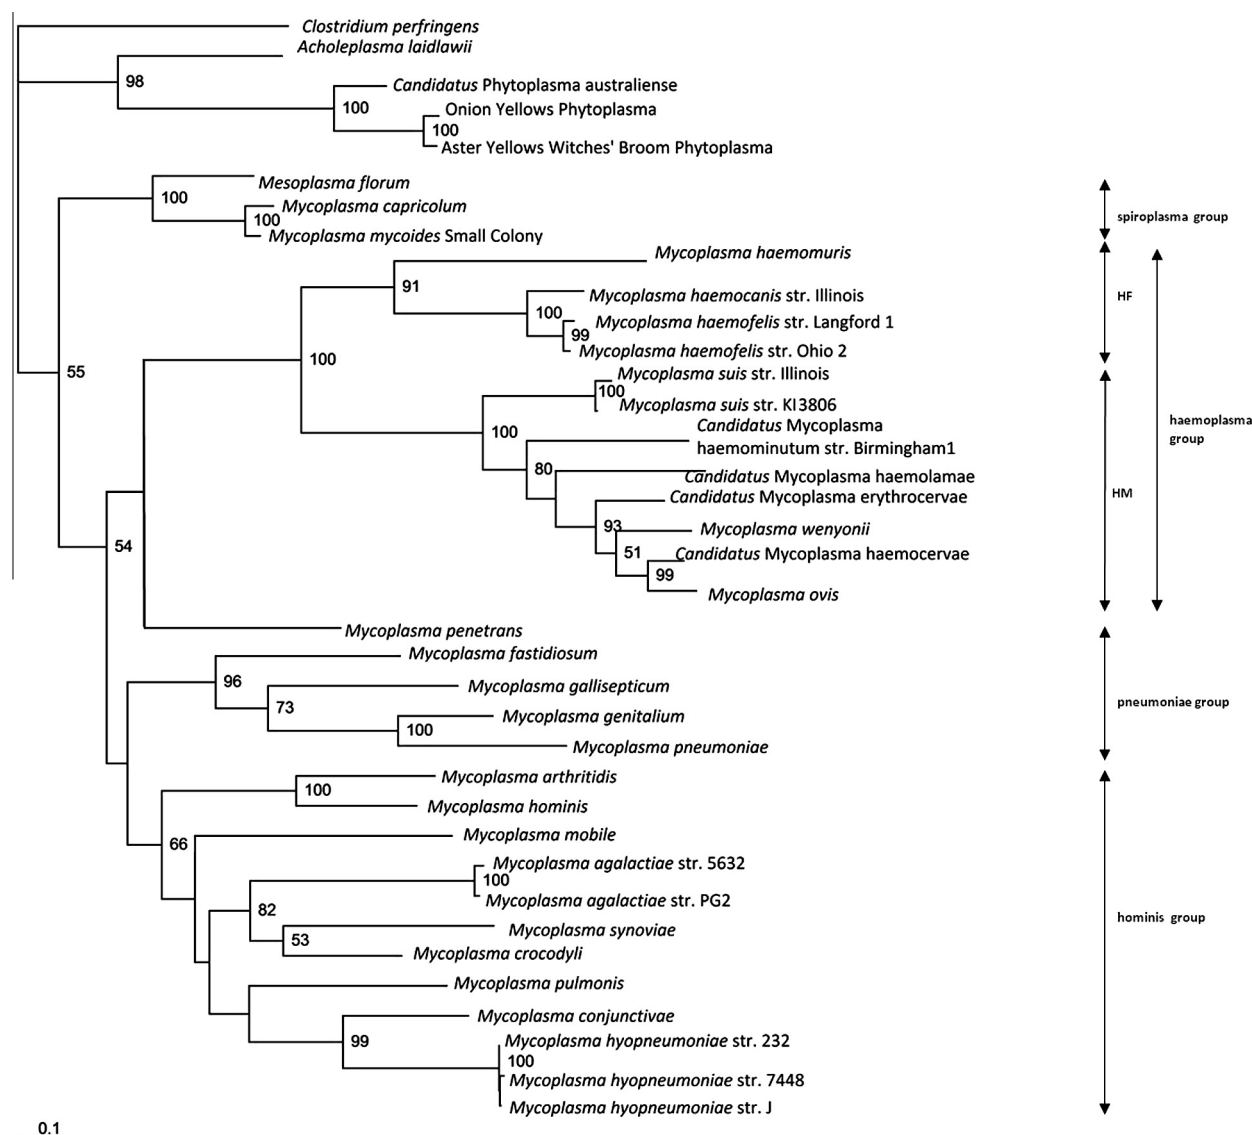 Clostridium perfringens
Acholeplasma laidlawii
98
Candidatus Phytoplasma australiense
100
Onion Yellows Phytoplasma
100
Aster Yellows Witches' Broom Phytoplasma
Mesoplasma florum
100
Mycoplasma capricolum
100
Mycoplasma mycoides Small Colony
spiroplasma group
Mycoplasma haemomuris
91
Mycoplasma haemocanis str. Illinois
HF
100
Mycoplasma haemofelis str. Langford 1
99
Mycoplasma haemofelis str. Ohio 2
100
55
Mycoplasma suis str. Illinois
100
Mycoplasma suis str. KI3806
Candidatus Mycoplasma
haemominutum str. Birmingham1
100
haemoplasma
group
80
Candidatus Mycoplasma haemolamae
Candidatus Mycoplasma erythrocervae
HM
93
Mycoplasma wenyonii
54
51
Candidatus Mycoplasma haemocervae
99
Mycoplasma ovis
Mycoplasma penetrans
Mycoplasma fastidiosum
96
Mycoplasma gallisepticum
73
pneumoniae group
Mycoplasma genitalium
100
Mycoplasma pneumoniae
Mycoplasma arthritidis
100
Mycoplasma hominis
Mycoplasma mobile
66
Mycoplasma agalactiae str. 5632
100
Mycoplasma agalactiae str. PG2
82
hominis group
Mycoplasma synoviae
53
Mycoplasma crocodyli
Mycoplasma pulmonis
Mycoplasma conjunctivae
99
Mycoplasma hyopneumoniae str. 232
100
Mycoplasma hyopneumoniae str. 7448
Mycoplasma hyopneumoniae str. J
0.1